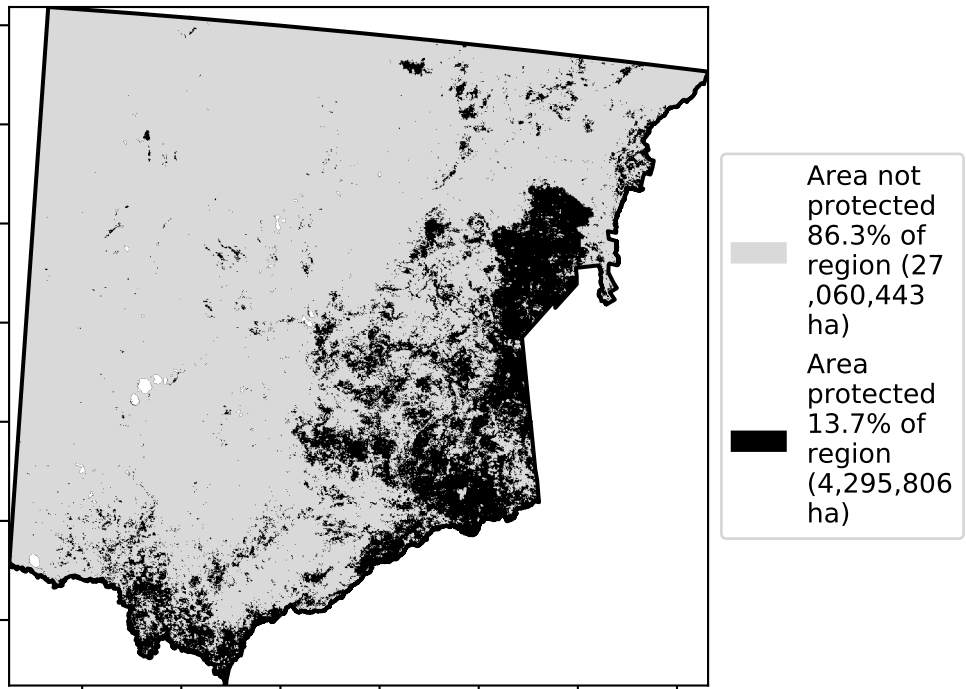 Area not
protected
86.3% of
region (27
,060,443
ha)
Area
protected
13.7% of
region
(4,295,806
ha)